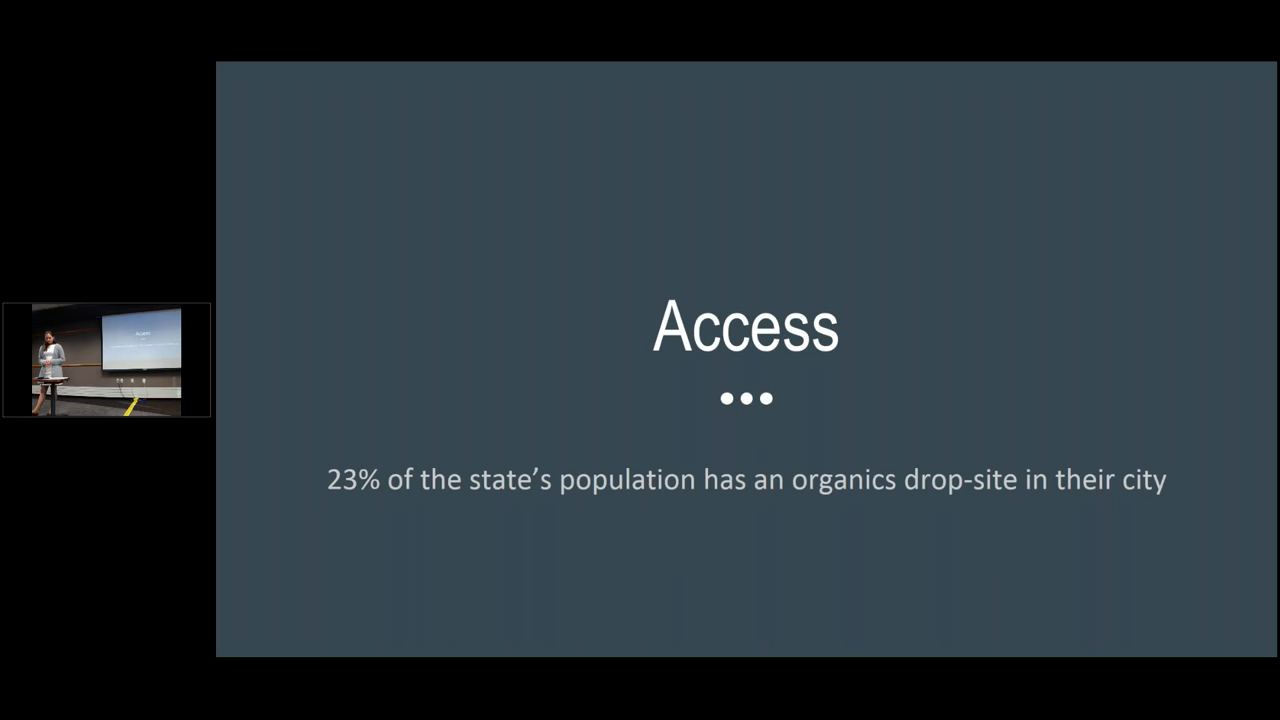 Access
23% of the state’s population has an organics drop-site in their city